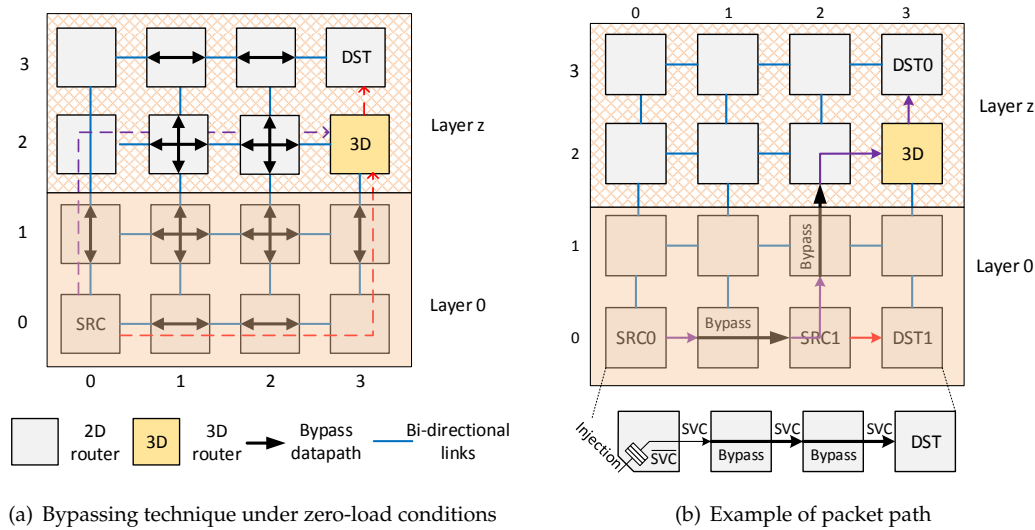 3
DST
Layer z
2
3D
1
Layer 0
0
SRC
0 1 2 3
2D router
3D
3D router
Bypass datapath
Bi-directional links
(a) Bypassing technique under zero-load conditions
0 1 2 3
3
DST0
Layer z
2
3D
1
Bypass
Layer 0
0
SRC0
Bypass
SRC1
DST1
Injection
SVC
SVC
Bypass
SVC
Bypass
SVC
DST
(b) Example of packet path